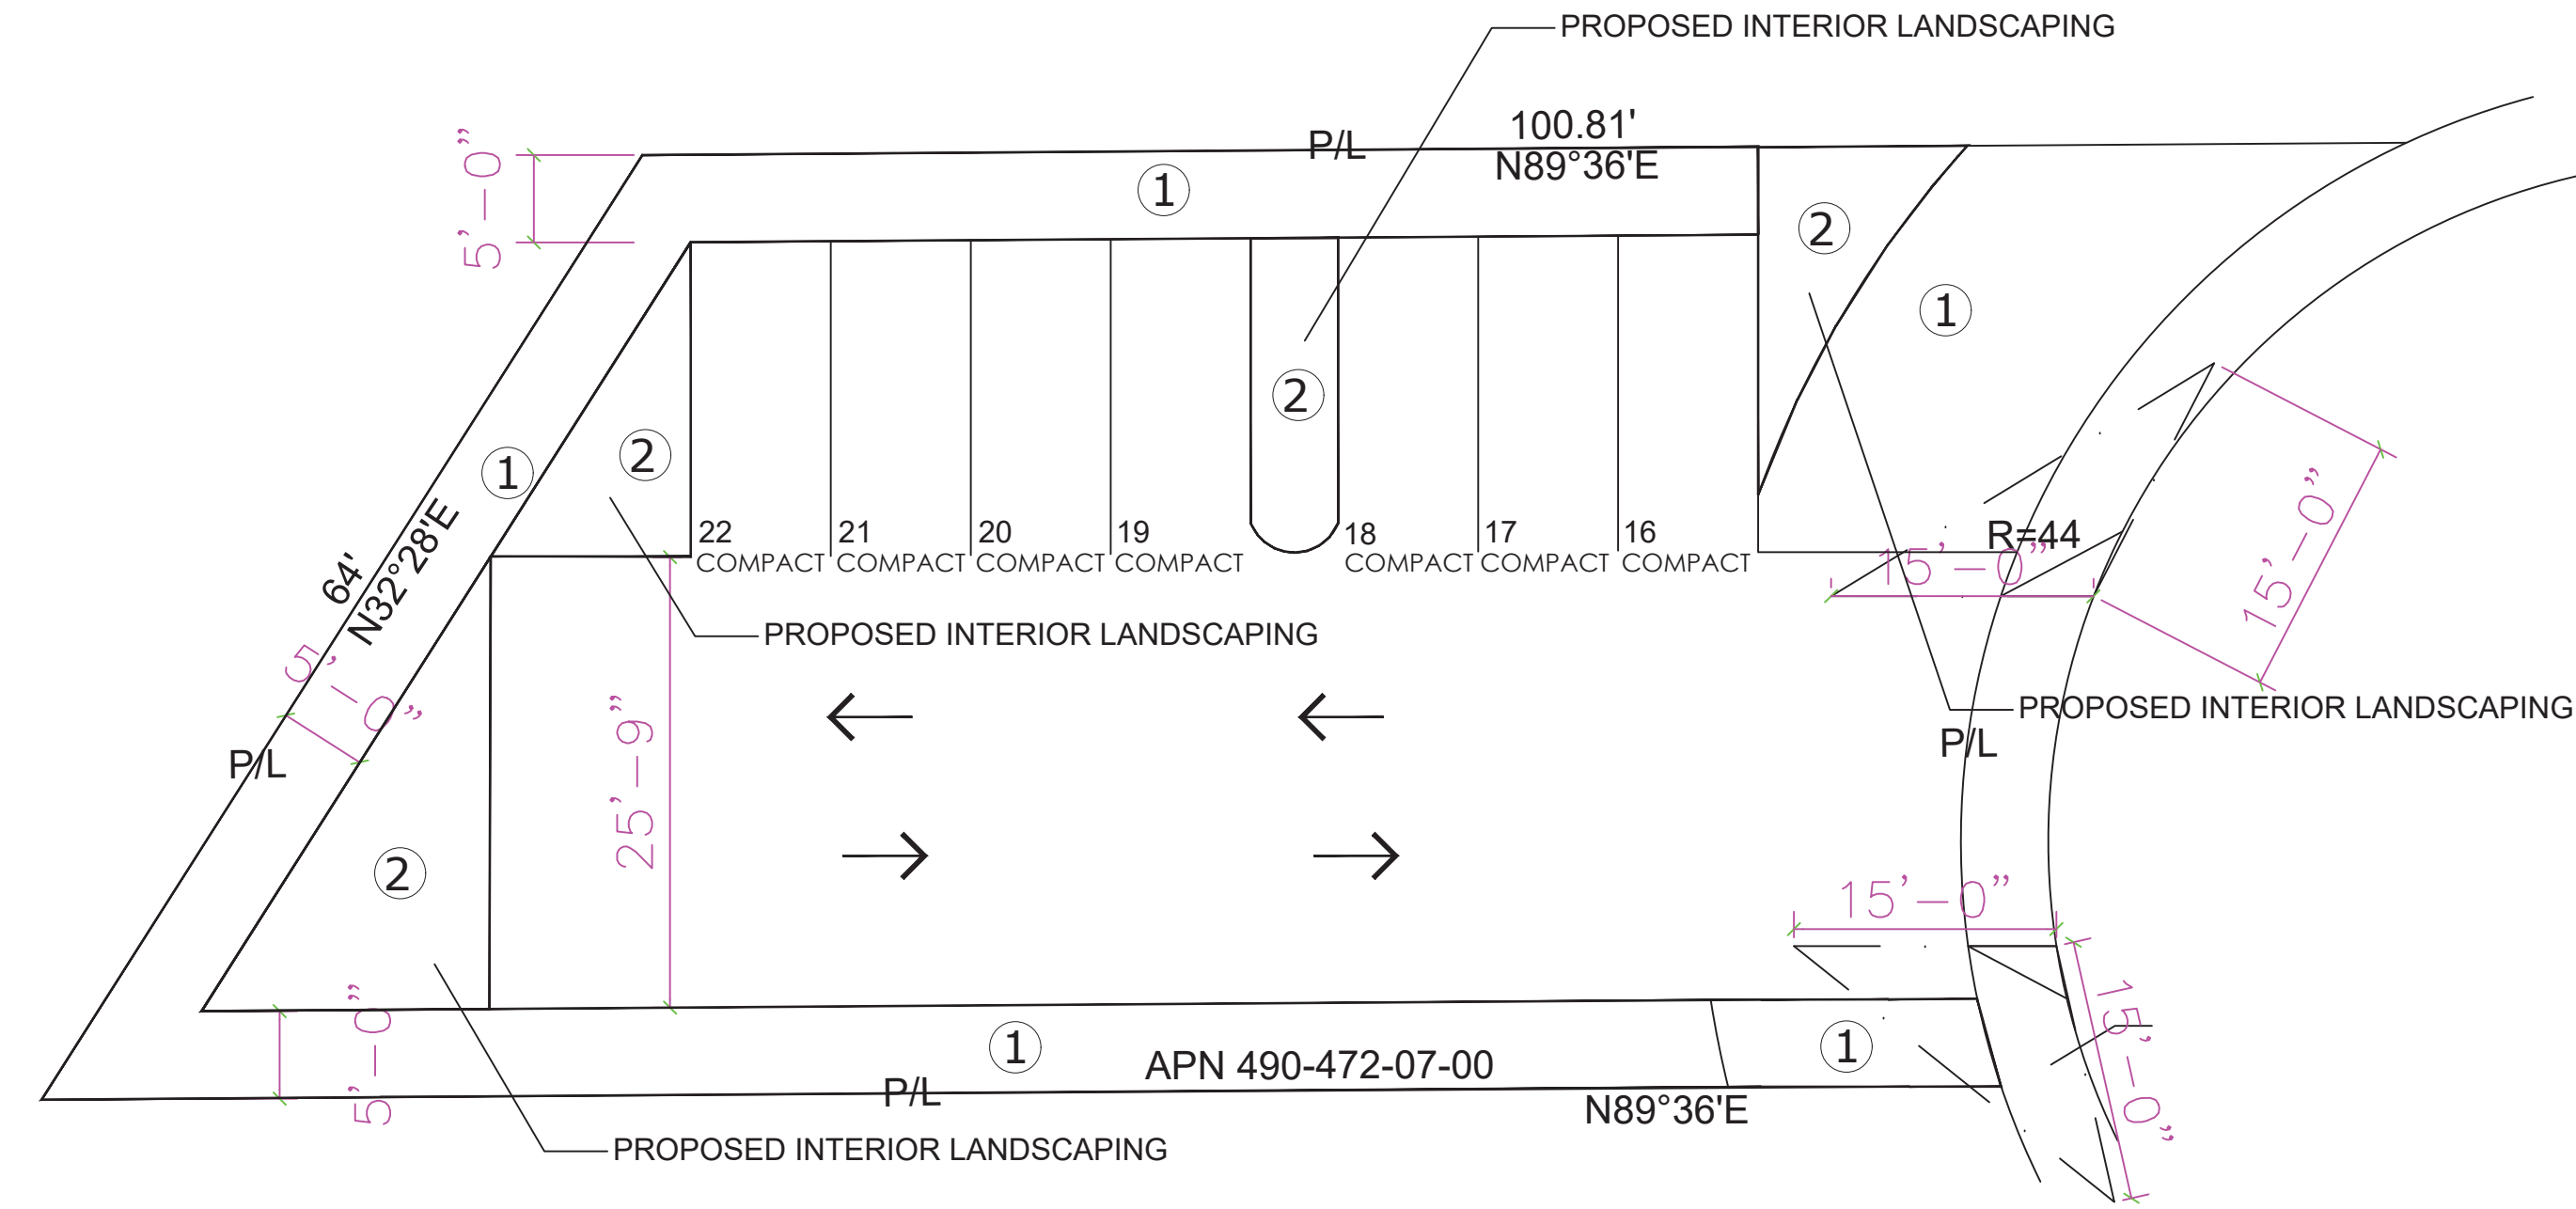 PROPOSED INTERIOR LANDSCAPING
100.81'
P/L
N89°36'E
5'-0"
1
2
2
1
2
2
1
64'
N32°28'E
22
21
20
19
18
17
16
COMPACT
COMPACT
COMPACT
COMPACT
COMPACT
COMPACT
COMPACT
R=44
15'-0"
15'-0"
PROPOSED INTERIOR LANDSCAPING
5'-0"
25'-9"
PROPOSED INTERIOR LANDSCAPING
P/L
P/L
2
15'-0"
15'-0"
5'-0"
1
1
APN 490-472-07-00
P/L
N89°36'E
PROPOSED INTERIOR LANDSCAPING